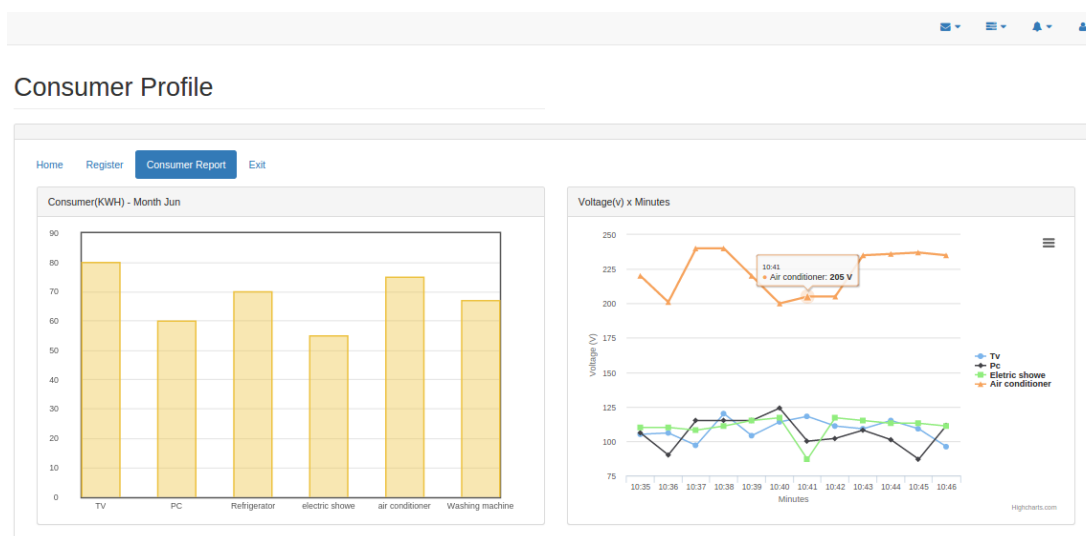 Consumer Profile
Home Register Consumer Report Exit
Consumer(KWH) - Month Jun
90
80
70
60
50
40
30
20
10
0
TV PC Refrigerator electric showe air conditioner Washing machine
Voltage(v) x Minutes
250
225
200
175
150
125
100
75
Voltage (V)
10:41
Air conditioner: 205 V
10:35 10:36 10:37 10:38 10:39 10:40 10:41 10:42 10:43 10:44 10:45 10:46
Minutes
Tv
Pc
Eletric showe
Air conditioner
Highcharts.com